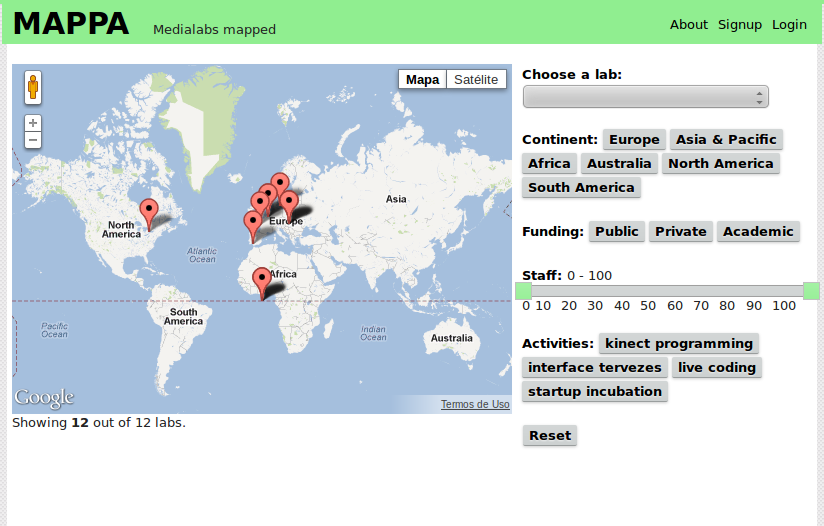 MAPPA Medialabs mapped About Signup Login
Mapa Satélite
+
−
North America
Atlantic Ocean
Europe
Asia
Africa
South America
Pacific Ocean
Indian Ocean
Australia
Google
Termos de Uso
Showing 12 out of 12 labs.
Choose a lab:
Continent: Europe Asia & Pacific
Africa Australia North America
South America
Funding: Public Private Academic
Staff: 0 - 100
0 10 20 30 40 50 60 70 80 90 100
Activities: kinect programming
interface tervezes live coding
startup incubation
Reset